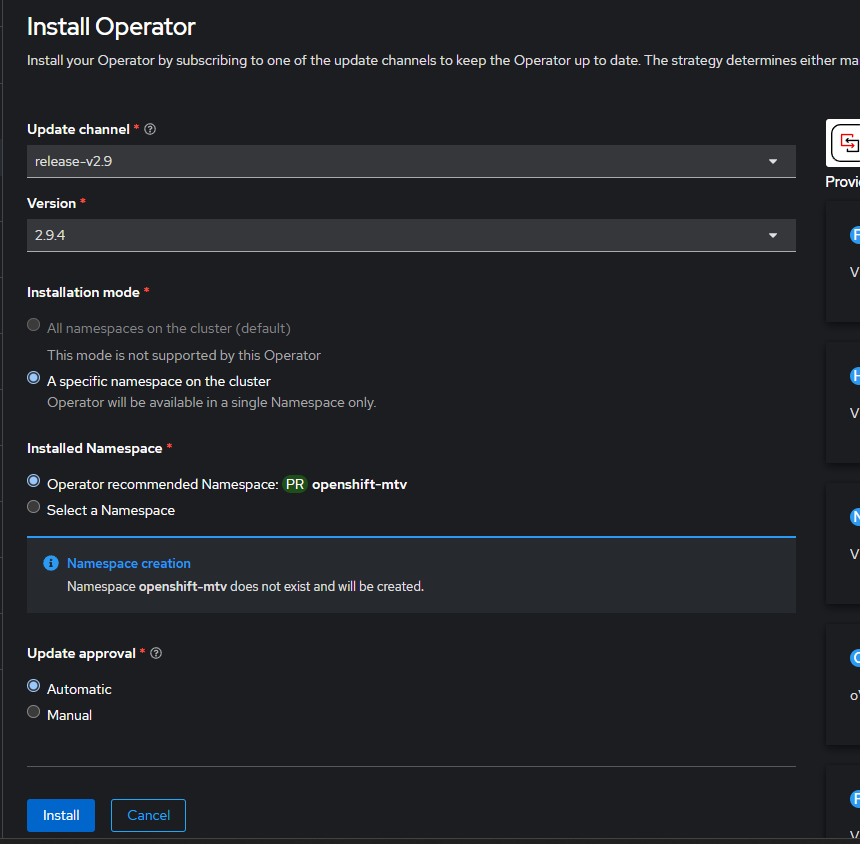 Install Operator
Install your Operator by subscribing to one of the update channels to keep the Operator up to date. The strategy determines either
Update channel *
release-v2.9
Version *
2.9.4
Installation mode *
All namespaces on the cluster (default)
This mode is not supported by this Operator
A specific namespace on the cluster
Operator will be available in a single Namespace only.
Installed Namespace *
Operator recommended Namespace: PR openshift-mtv
Select a Namespace
Namespace creation
Namespace openshift-mtv does not exist and will be created.
Update approval *
Automatic
Manual
Install Cancel